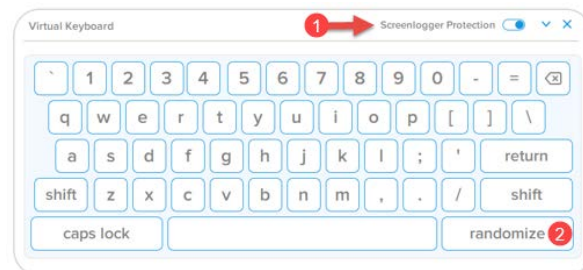 Virtual Keyboard 1 Screenlogger Protection
` 1 2 3 4 5 6 7 8 9 0 - =
q w e r t y u i o p [ ] \
a s d f g h j k l ; ' return
shift z x c v b n m , . / shift
caps lock randomize 2